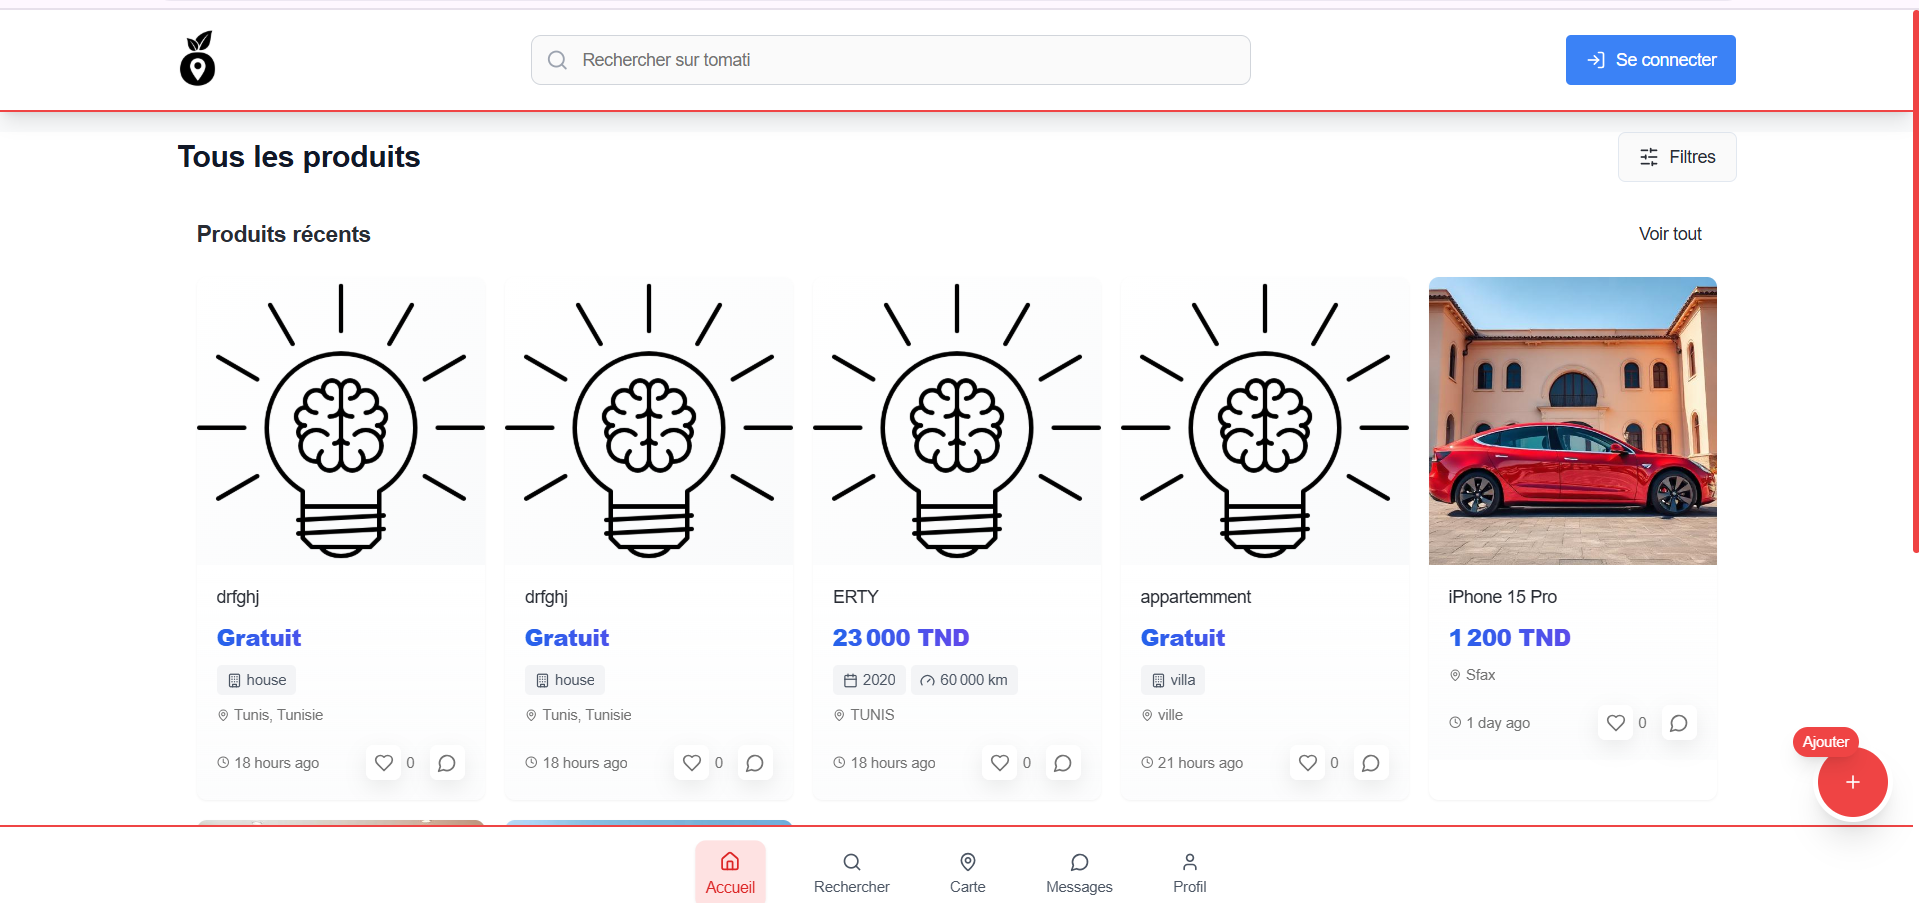 Rechercher sur tomati
Se connecter
Tous les produits
Filtres
Produits récents
Voir tout
drfghj
Gratuit
house
Tunis, Tunisie
18 hours ago
0
drfghj
Gratuit
house
Tunis, Tunisie
18 hours ago
0
ERTY
23 000 TND
2020
60 000 km
TUNIS
18 hours ago
0
appartemment
Gratuit
villa
ville
21 hours ago
0
iPhone 15 Pro
1 200 TND
Sfax
1 day ago
0
Ajouter
Accueil
Rechercher
Carte
Messages
Profil